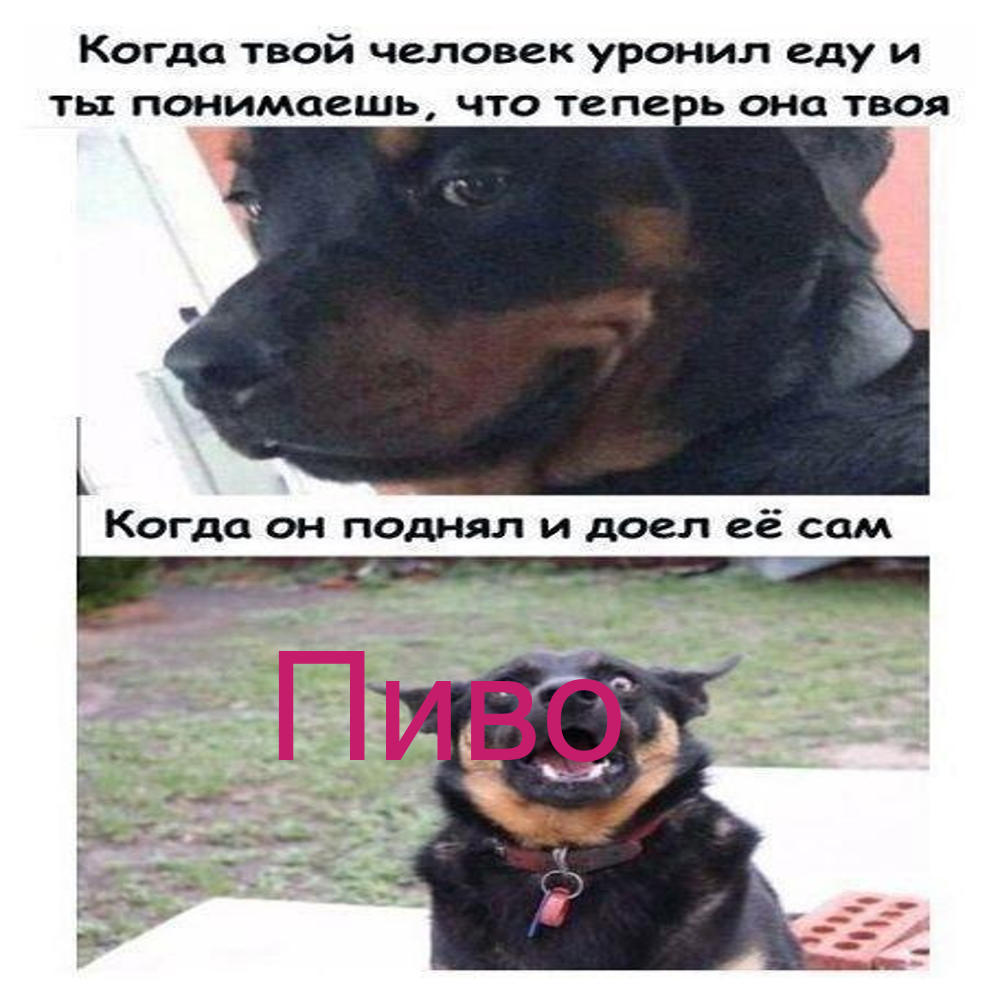 Когда твой человек уронил еду и
ты понимаешь, что теперь она твоя
Когда он поднял и доел её сам
Пиво